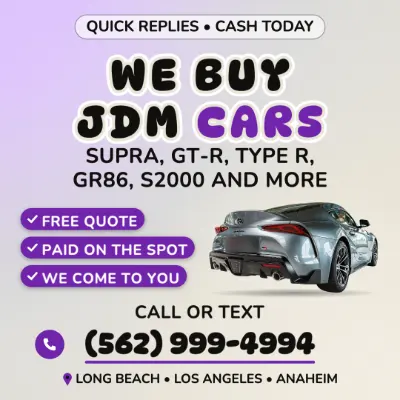 QUICK REPLIES • CASH TODAY
WE BUY
JDM CARS
SUPRA, GT-R, TYPE R,
GR86, S2000 AND MORE
FREE QUOTE
PAID ON THE SPOT
WE COME TO YOU
CALL OR TEXT
(562) 999-4994
LONG BEACH • LOS ANGELES • ANAHEIM